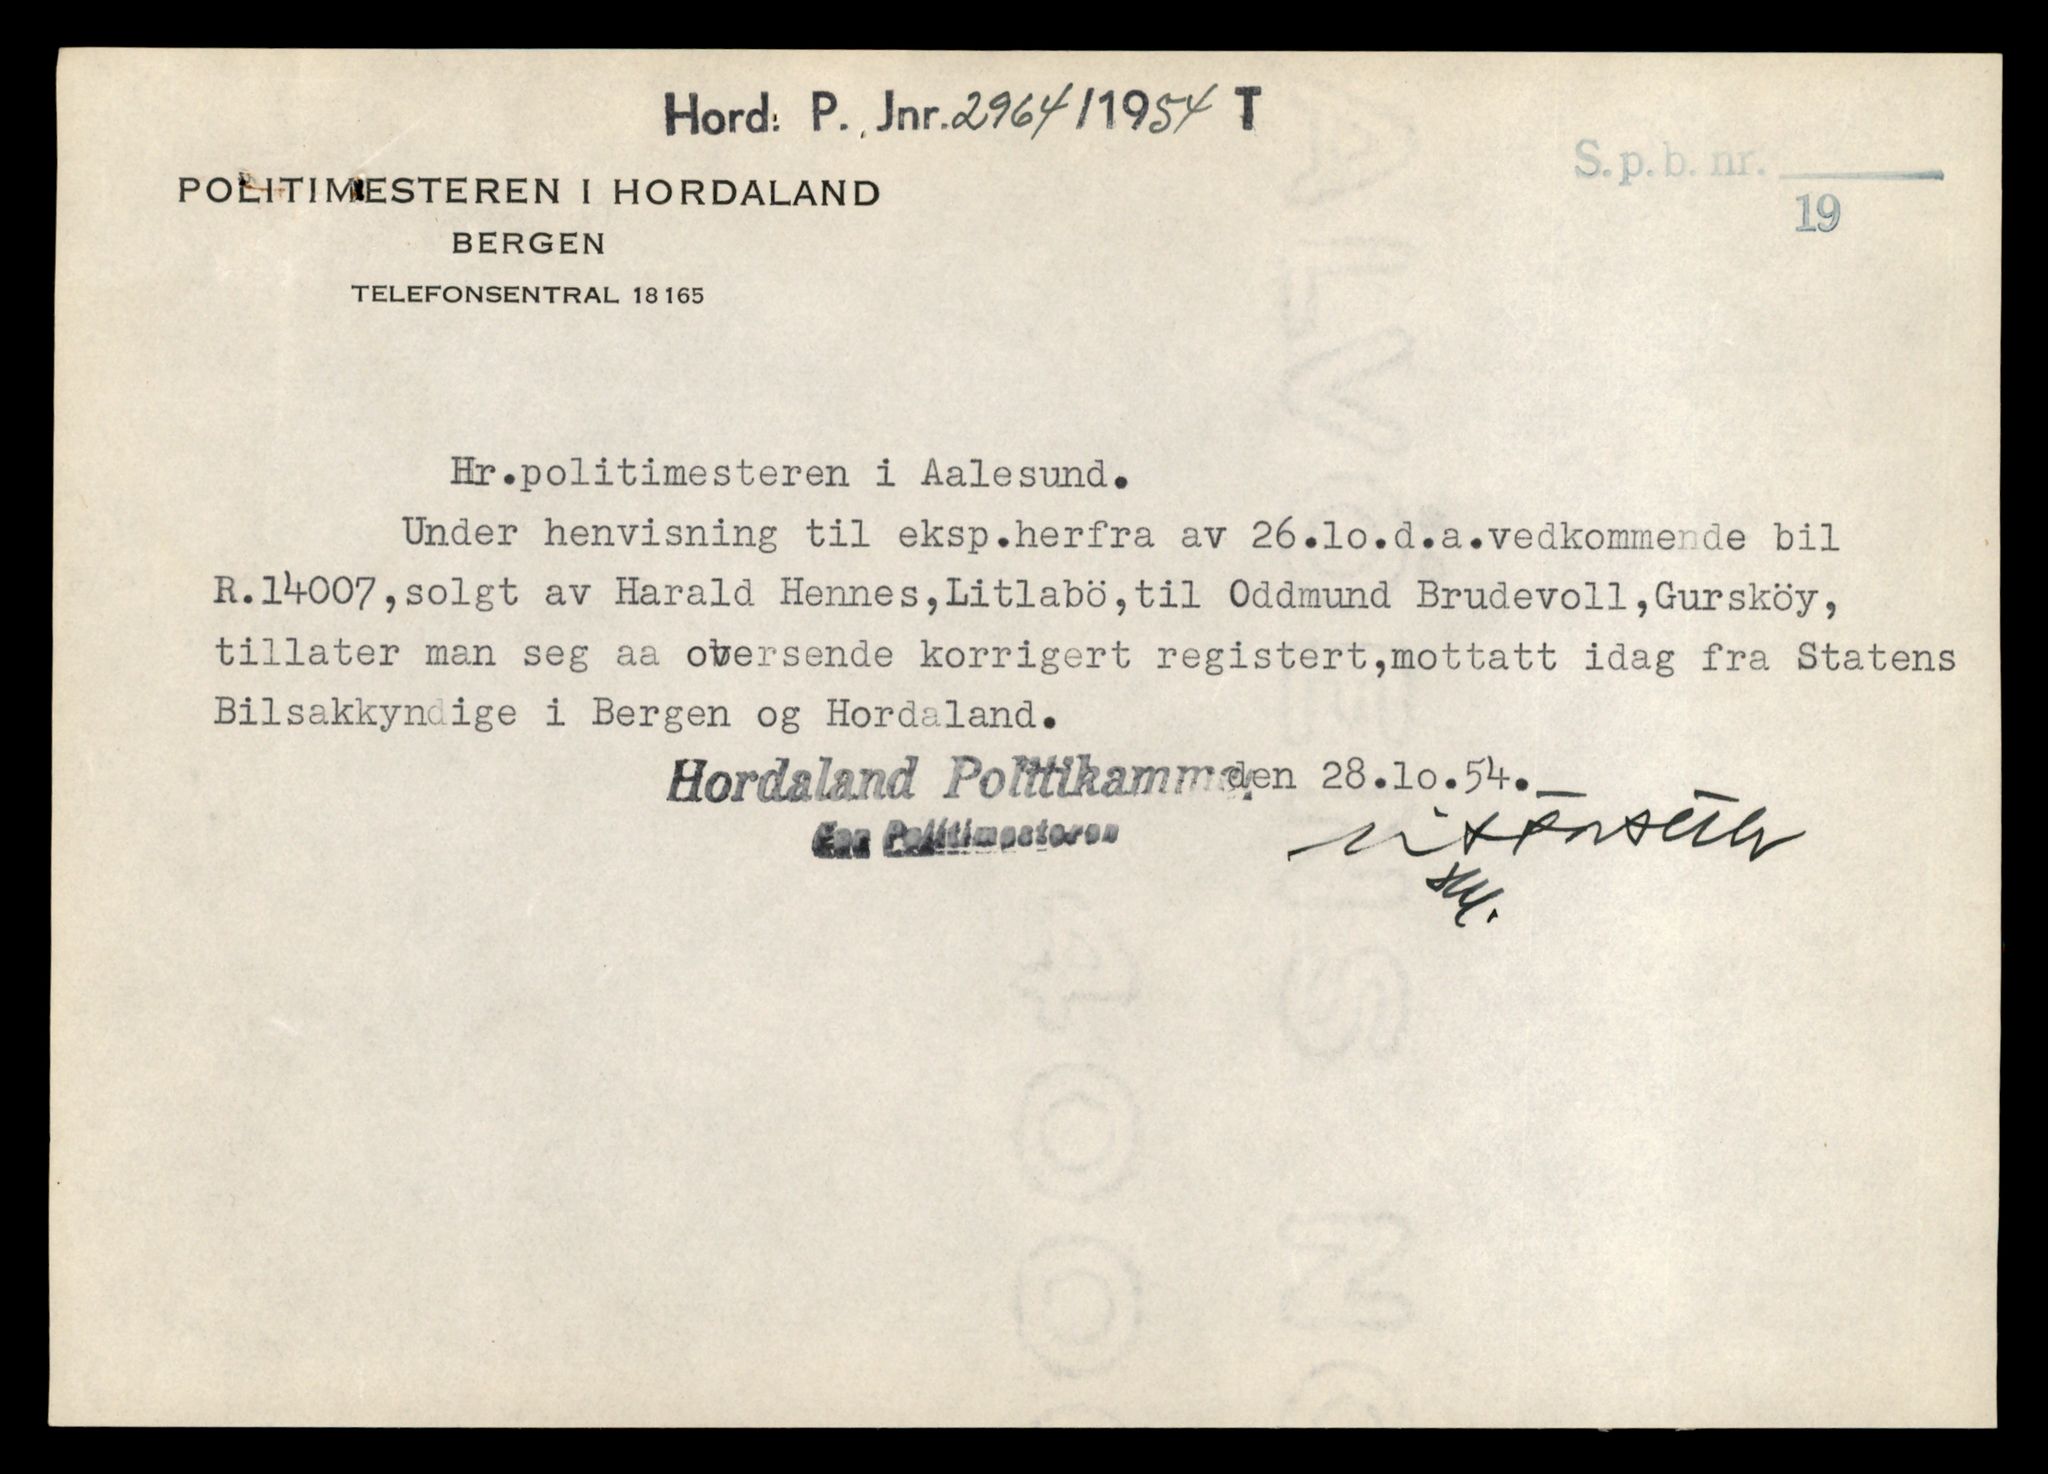 Hord. P. Jnr. 2964/1954 T
S.p.b. nr.
19
POLITIMESTEREN I HORDALAND
BERGEN
TELEFONSENTRAL 18165
Hr.politimesteren i Aalesund.
Under henvisning til eksp.herfra av 26.lo.d.a.vedkommende bil
R.14007,solgt av Harald Hennes,Litlabö,til Oddmund Brudevoll,Gursköy,
tillater man seg aa oversende korrigert registert,mottatt idag fra Statens
Bilsakkyndige i Bergen og Hordaland.
Hordaland Politikammer den 28.lo.54.
For Politimesteren